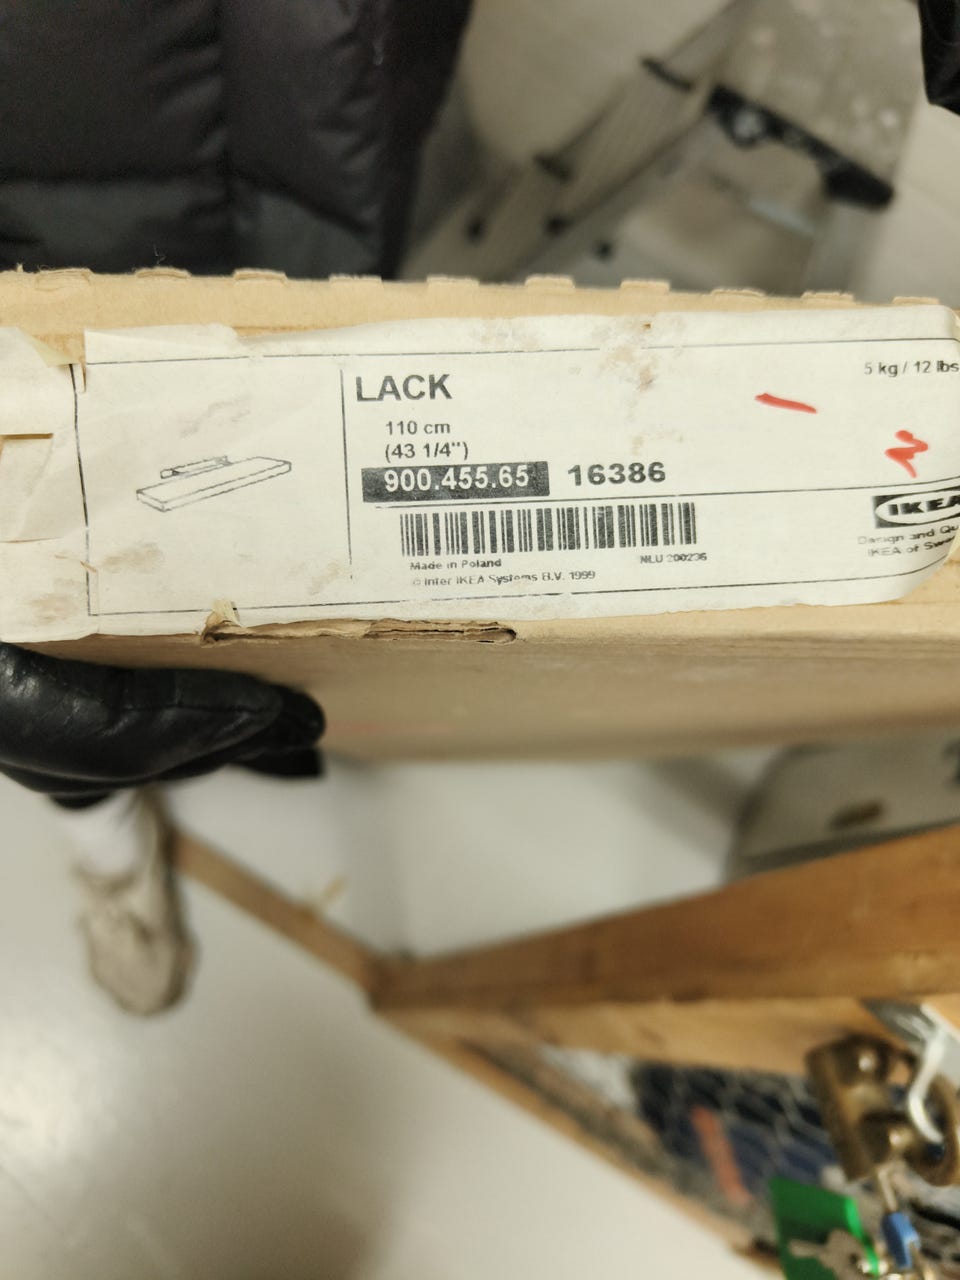 LACK
5 kg / 12 lbs
110 cm
(43 1/4")
900.455.65 16386
IKEA
Design and Qu
IKEA of Swe
Made in Poland
NLU 200236
© Inter IKEA Systems B.V. 1999